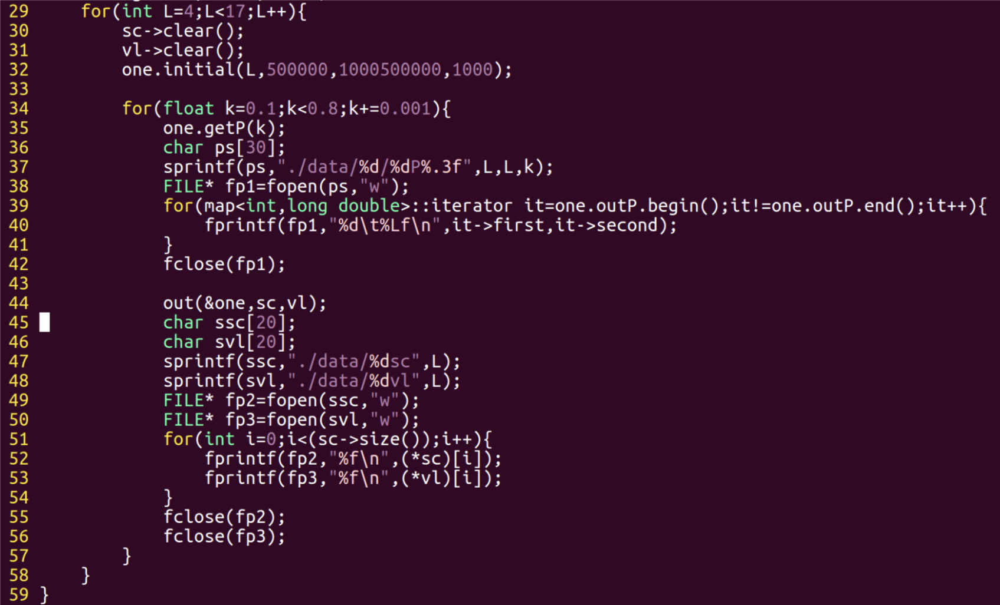 29     for(int L=4;L<17;L++){
30         sc->clear();
31         vl->clear();
32         one.initial(L,500000,1000500000,1000);
33
34         for(float k=0.1;k<0.8;k+=0.001){
35             one.getP(k);
36             char ps[30];
37             sprintf(ps,"./data/%d/%dP%.3f",L,L,k);
38             FILE* fp1=fopen(ps,"w");
39             for(map<int,long double>::iterator it=one.outP.begin();it!=one.outP.end();it++){
40                 fprintf(fp1,"%d\t%Lf\n",it->first,it->second);
41             }
42             fclose(fp1);
43
44             out(&one,sc,vl);
45             char ssc[20];
46             char svl[20];
47             sprintf(ssc,"./data/%dsc",L);
48             sprintf(svl,"./data/%dvl",L);
49             FILE* fp2=fopen(ssc,"w");
50             FILE* fp3=fopen(svl,"w");
51             for(int i=0;i<(sc->size());i++){
52                 fprintf(fp2,"%f\n",(*sc)[i]);
53                 fprintf(fp3,"%f\n",(*vl)[i]);
54             }
55             fclose(fp2);
56             fclose(fp3);
57         }
58     }
59 }